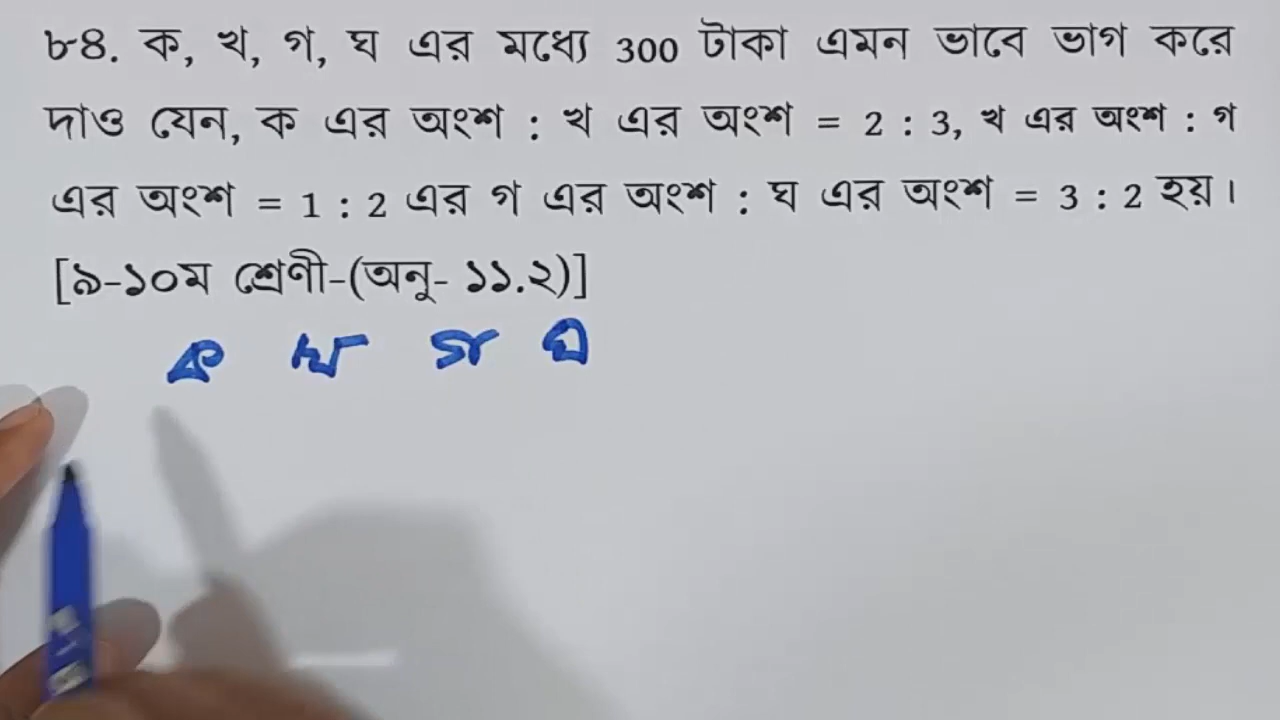 ৮৪. ক, খ, গ, ঘ এর মধ্যে 300 টাকা এমন ভাবে ভাগ করে
দাও যেন, ক এর অংশ : খ এর অংশ = 2 : 3, খ এর অংশ : গ
এর অংশ = 1 : 2 এর গ এর অংশ : ঘ এর অংশ = 3 : 2 হয়।
[৯-১০ম শ্রেণী-(অনু- ১১.২)]
ক খ গ ঘ